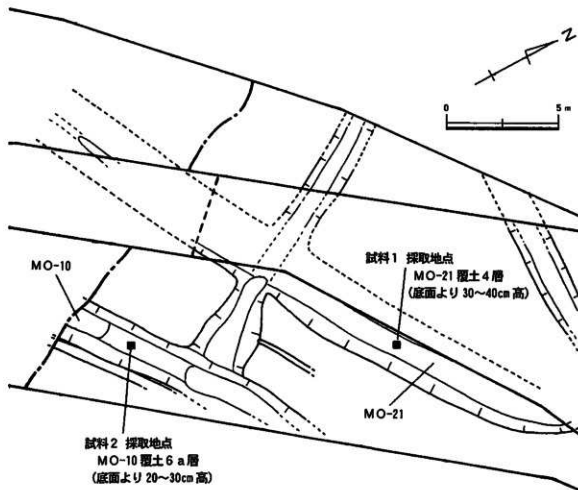 N
0 5 m
MO-10
試料1 採取地点
MO-21 覆土4層
(底面より 30～40cm 高)
MO-21
試料2 採取地点
MO-10 覆土6a層
(底面より 20～30cm 高)